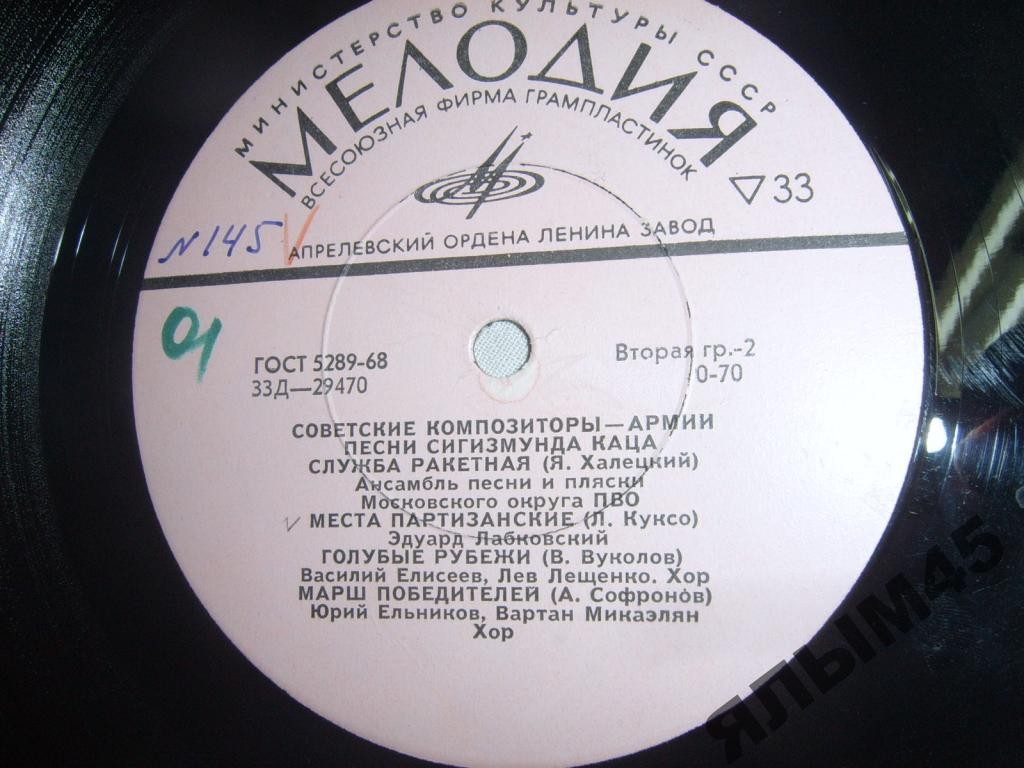 МИНИСТЕРСТВО КУЛЬТУРЫ СССР
МЕЛОДИЯ
ВСЕСОЮЗНАЯ ФИРМА ГРАМПЛАСТИНОК
▽33
N145 V
АПРЕЛЕВСКИЙ ОРДЕНА ЛЕНИНА ЗАВОД
ГОСТ 5289-68
33Д—29470
Вторая гр.-2
0-70
СОВЕТСКИЕ КОМПОЗИТОРЫ—АРМИИ
ПЕСНИ СИГИЗМУНДА КАЦА
СЛУЖБА РАКЕТНАЯ (Я. Халецкий)
Ансамбль песни и пляски
Московского округа ПВО
МЕСТА ПАРТИЗАНСКИЕ (Л. Куксо)
Эдуард Лабковский
ГОЛУБЫЕ РУБЕЖИ (В. Вуколов)
Василий Елисеев, Лев Лещенко. Хор
МАРШ ПОБЕДИТЕЛЕЙ (А. Софронов)
Юрий Ельников, Вартан Микаэлян
Хор
ЯЛЫМ45